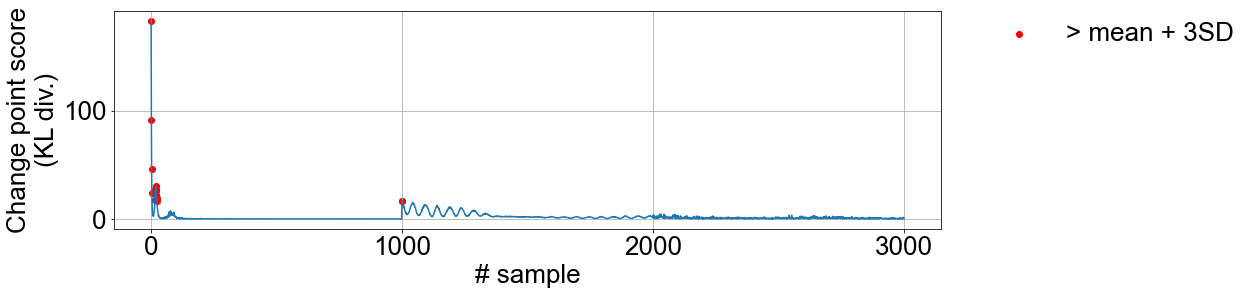 Change point score
(KL div.)
100
0
0
1000
2000
3000
# sample
> mean + 3SD